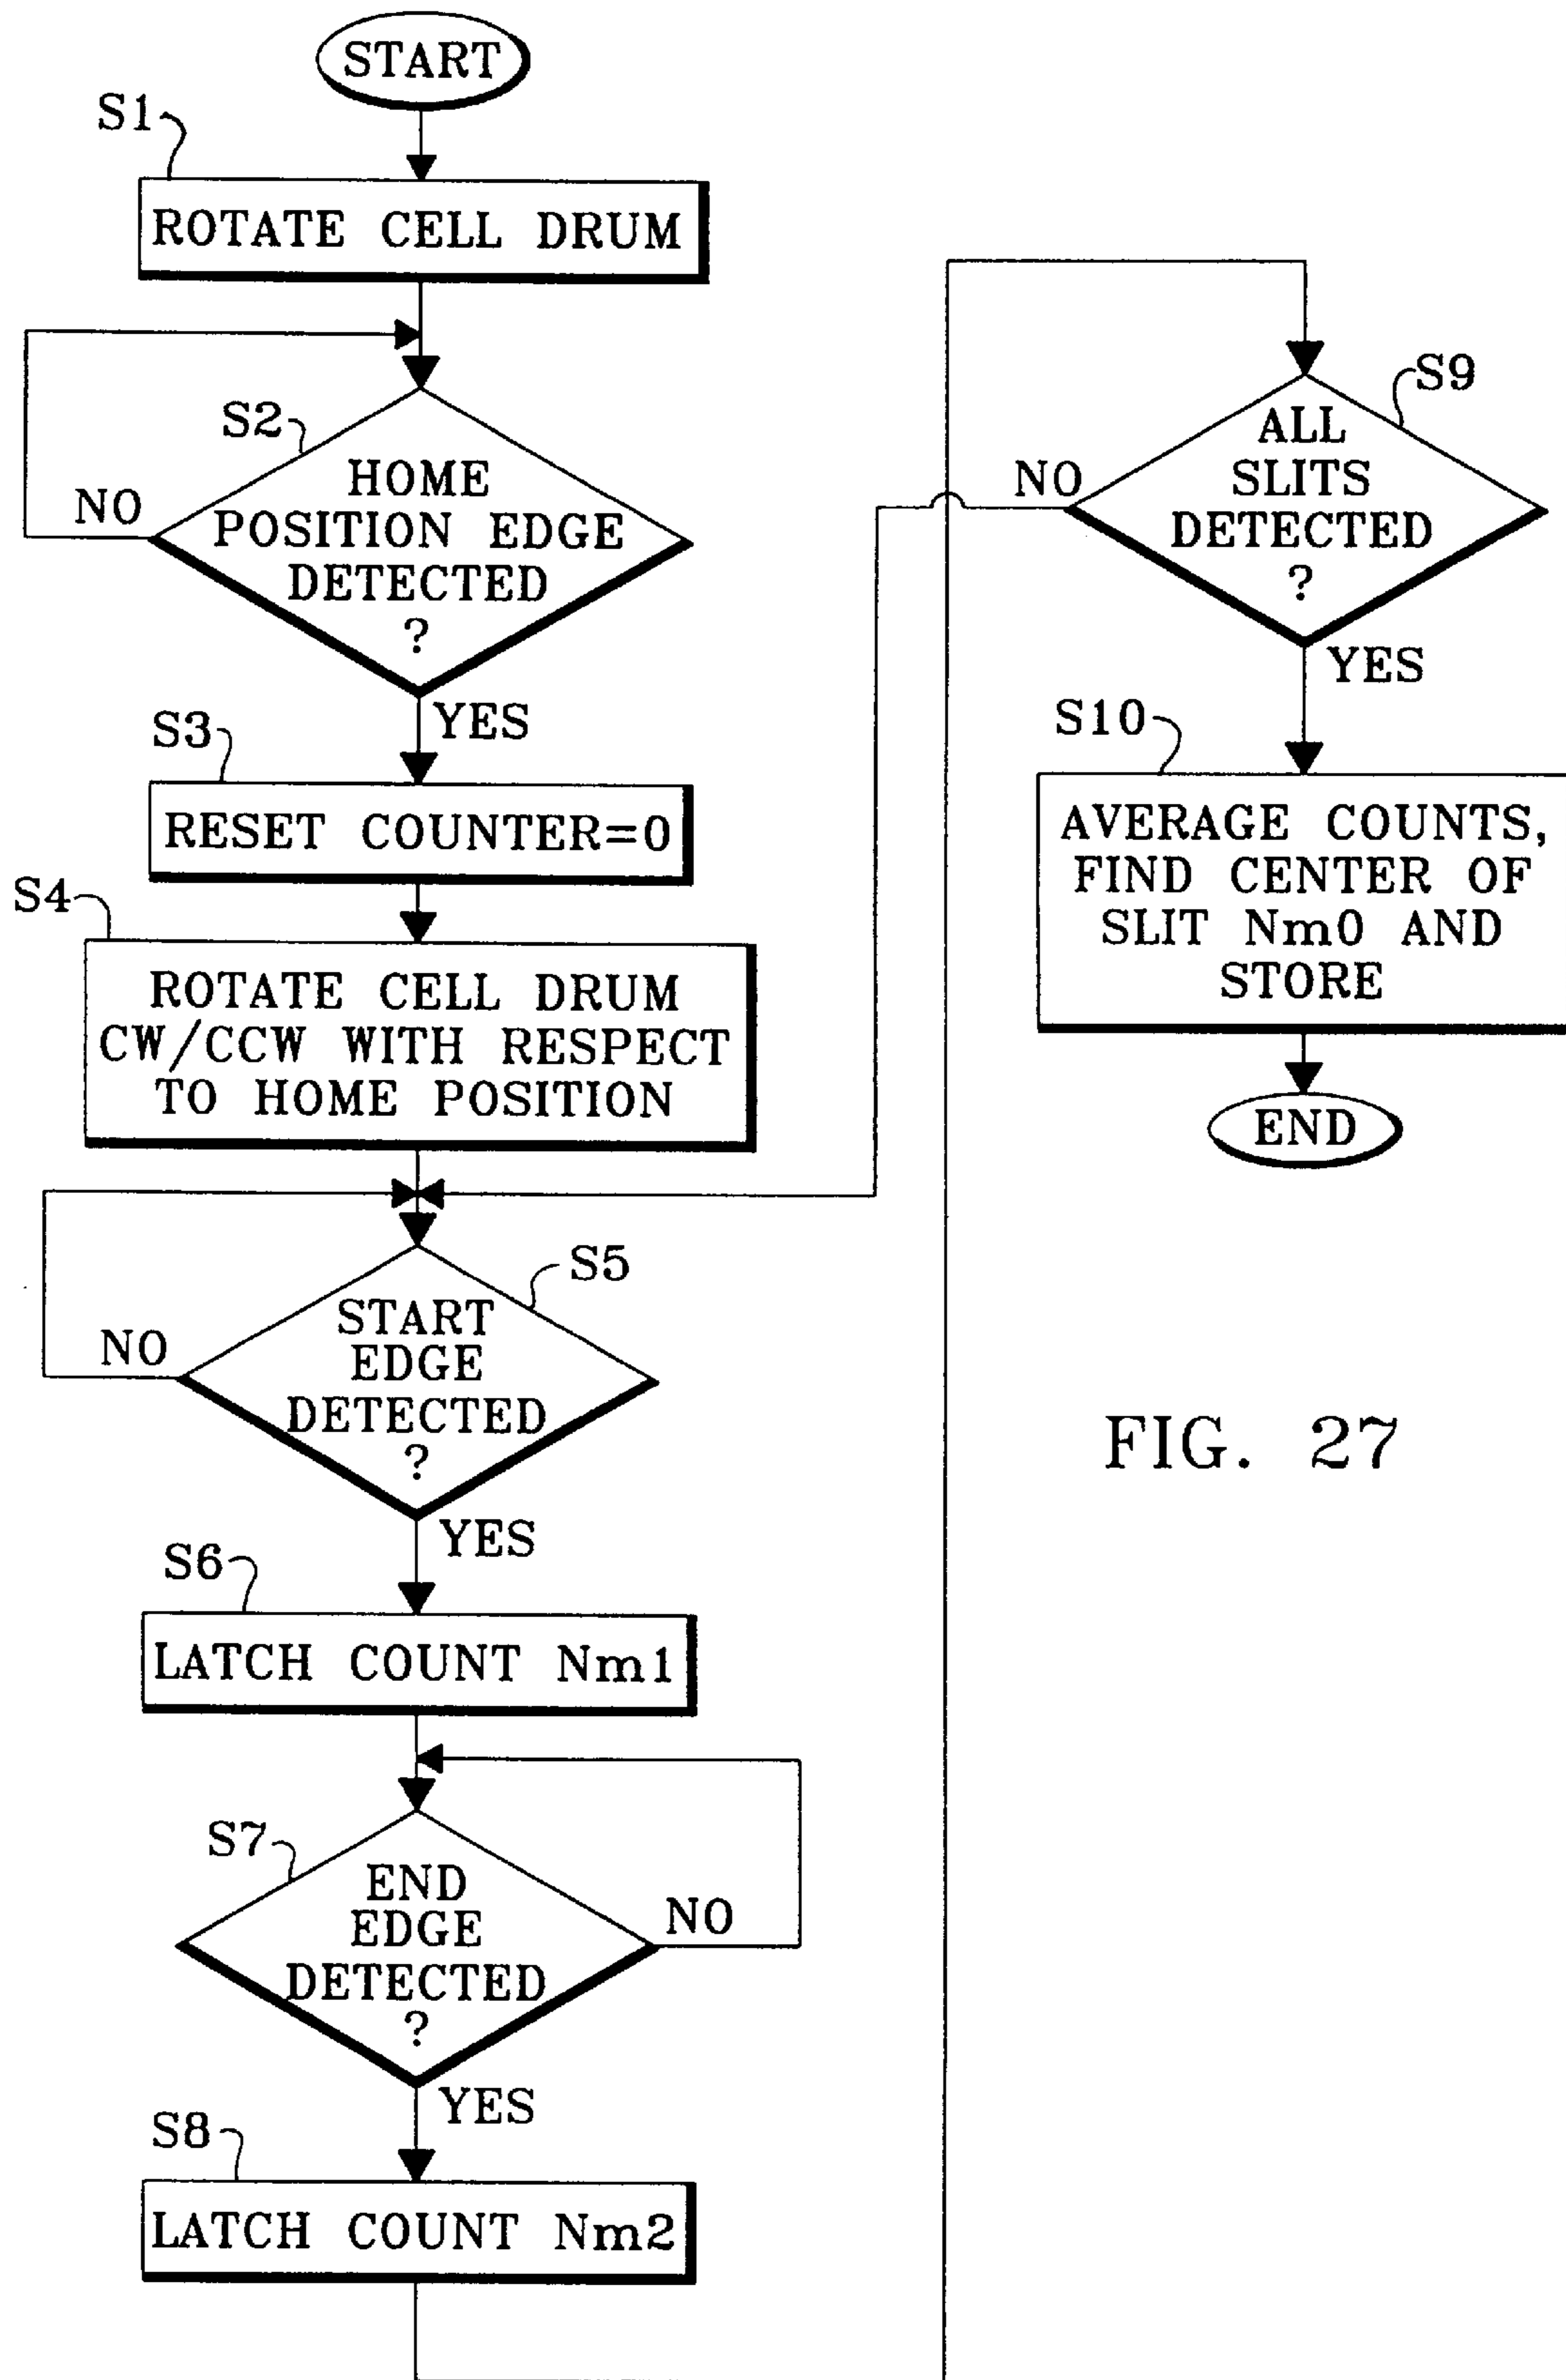 START
S1
ROTATE CELL DRUM
S2
HOME
POSITION EDGE
DETECTED
?
NO
YES
S3
RESET COUNTER=0
S4
ROTATE CELL DRUM
CW/CCW WITH RESPECT
TO HOME POSITION
S5
START
EDGE
DETECTED
?
NO
YES
S6
LATCH COUNT Nm1
S7
END
EDGE
DETECTED
?
NO
YES
S8
LATCH COUNT Nm2
S9
ALL
SLITS
DETECTED
?
NO
YES
S10
AVERAGE COUNTS,
FIND CENTER OF
SLIT Nm0 AND
STORE
END
FIG. 27